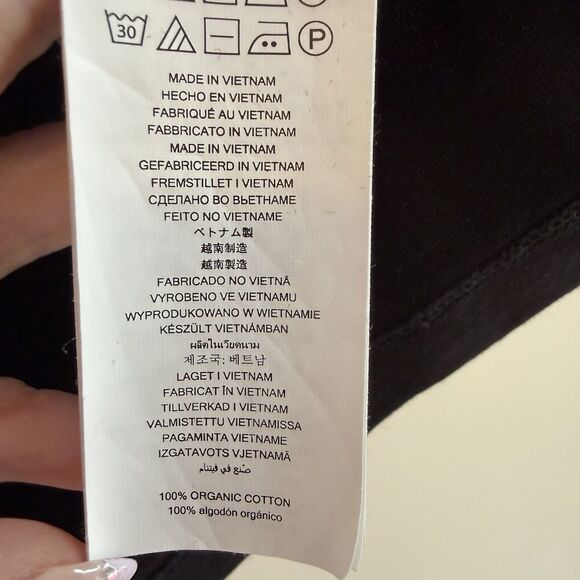 30 P
MADE IN VIETNAM
HECHO EN VIETNAM
FABRIQUÉ AU VIETNAM
FABBRICATO IN VIETNAM
MADE IN VIETNAM
GEFABRICEERD IN VIETNAM
FREMSTILLET I VIETNAM
СДЕЛАНО ВО ВЬЕТНАМЕ
FEITO NO VIETNAME
ベトナム製
越南制造
越南製造
FABRICADO NO VIETNÃ
VYROBENO VE VIETNAMU
WYPRODUKOWANO W WIETNAMIE
KÉSZÜLT VIETNÁMBAN
ผลิตในเวียดนาม
제조국: 베트남
LAGET I VIETNAM
FABRICAT ÎN VIETNAM
TILLVERKAD I VIETNAM
VALMISTETTU VIETNAMISSA
PAGAMINTA VIETNAME
IZGATAVOTS VJETNAMĀ
صنع في فيتنام
100% ORGANIC COTTON
100% algodón orgánico